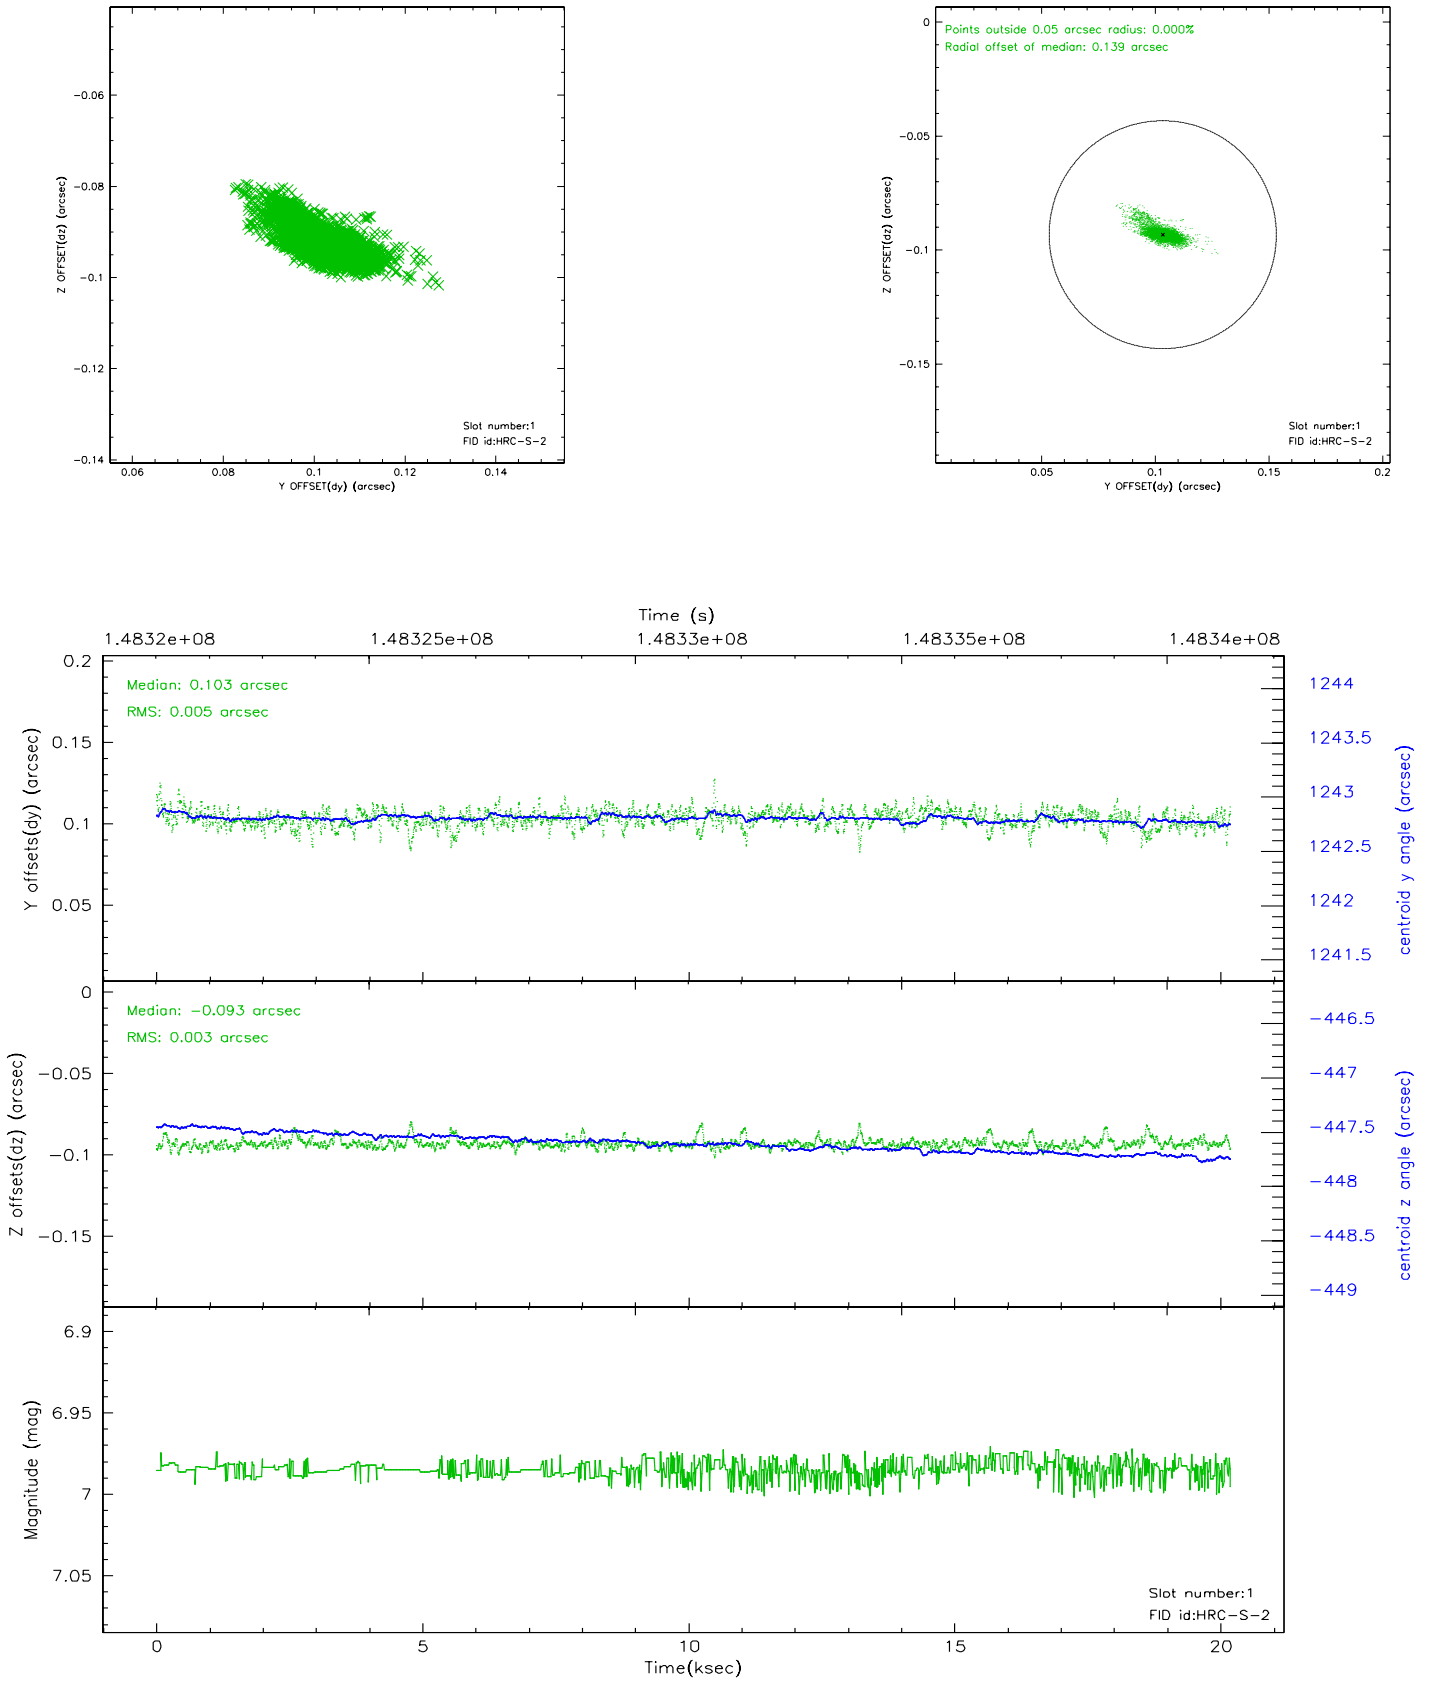 -0.06
-0.08
-0.1
-0.12
-0.14
Z OFFSET(dz) (arcsec)
Slot number:1
FID id:HRC-S-2
0.06 0.08 0.1 0.12 0.14
Y OFFSET(dy) (arcsec)
Points outside 0.05 arcsec radius: 0.000%
Radial offset of median: 0.139 arcsec
0
-0.05
-0.1
-0.15
Z OFFSET(dz) (arcsec)
Slot number:1
FID id:HRC-S-2
0.05 0.1 0.15 0.2
Y OFFSET(dy) (arcsec)
Time (s)
1.4832e+08 1.48325e+08 1.4833e+08 1.48335e+08 1.4834e+08
Median: 0.103 arcsec
RMS: 0.005 arcsec
0.2
0.15
0.1
0.05
Y offsets(dy) (arcsec)
1244
1243.5
1243
1242.5
1242
1241.5
centroid y angle (arcsec)
Median: -0.093 arcsec
RMS: 0.003 arcsec
0
-0.05
-0.1
-0.15
Z offsets(dz) (arcsec)
-446.5
-447
-447.5
-448
-448.5
-449
centroid z angle (arcsec)
6.9
6.95
7
7.05
Magnitude (mag)
Slot number:1
FID id:HRC-S-2
0 5 10 15 20
Time(ksec)